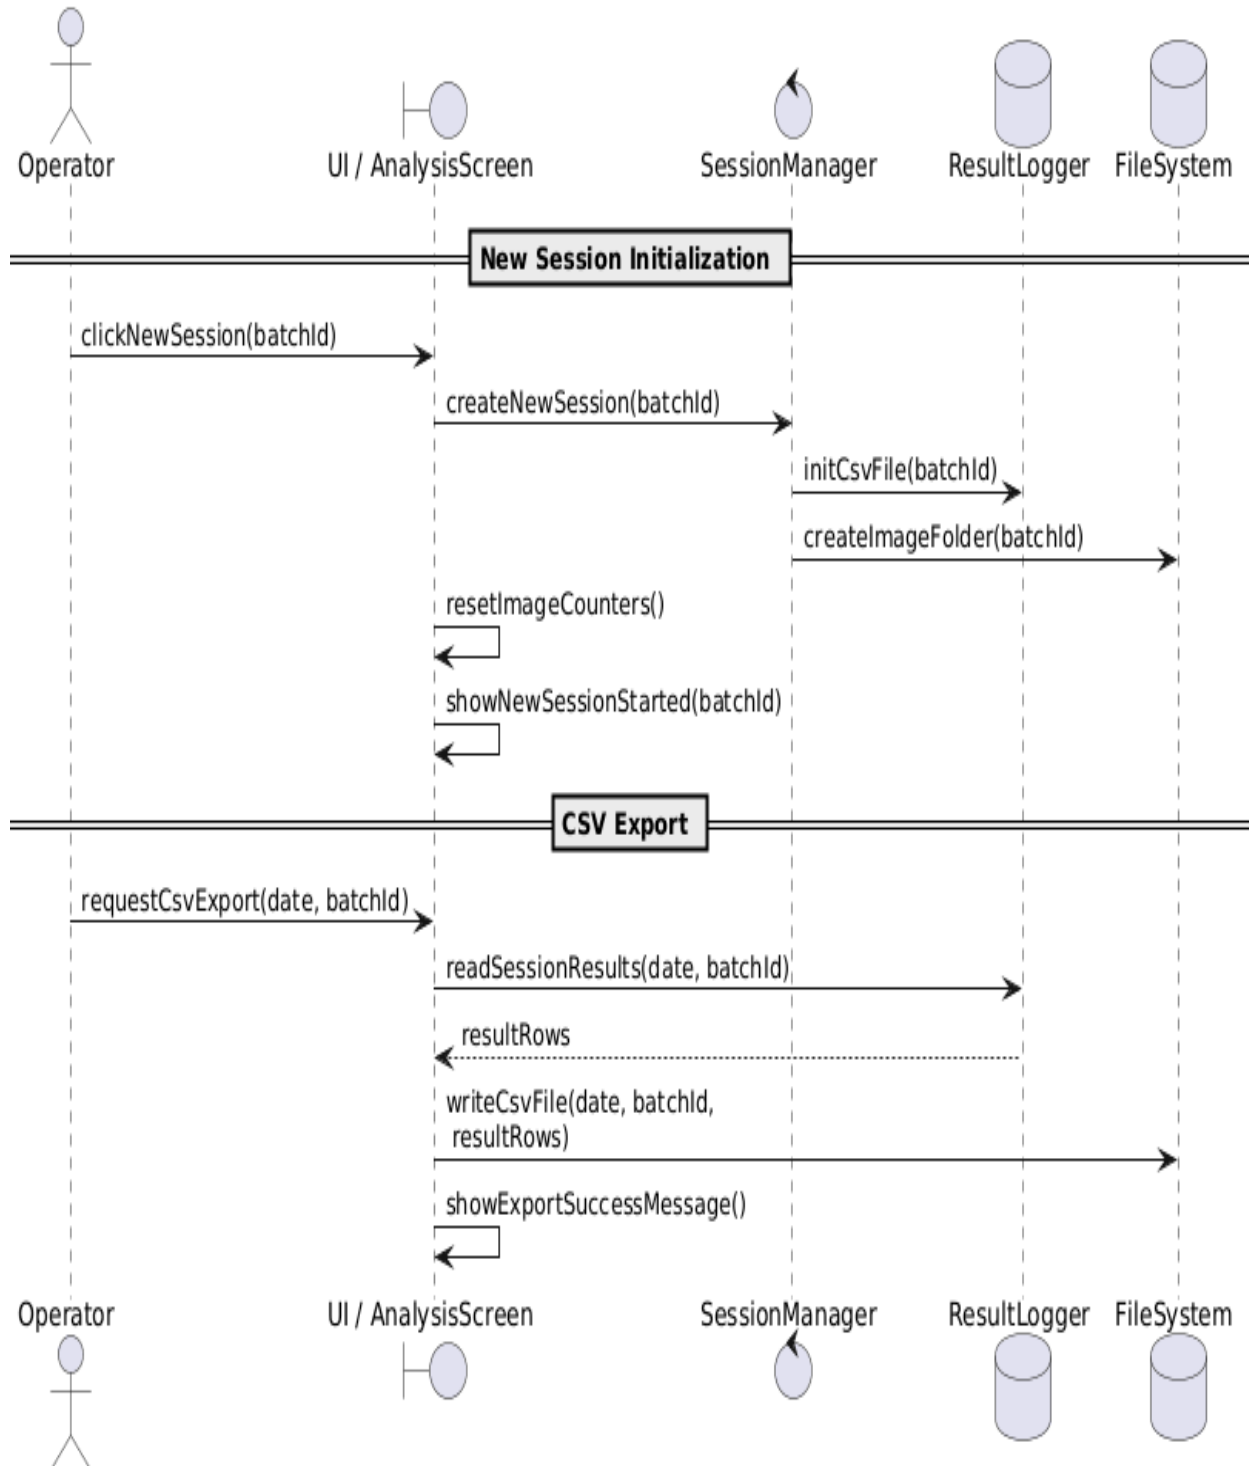 Operator
UI / AnalysisScreen
SessionManager
ResultLogger
FileSystem
New Session Initialization
clickNewSession(batchId)
createNewSession(batchId)
initCsvFile(batchId)
createImageFolder(batchId)
resetImageCounters()
showNewSessionStarted(batchId)
CSV Export
requestCsvExport(date, batchId)
readSessionResults(date, batchId)
resultRows
writeCsvFile(date, batchId,
resultRows)
showExportSuccessMessage()
Operator
UI / AnalysisScreen
SessionManager
ResultLogger
FileSystem